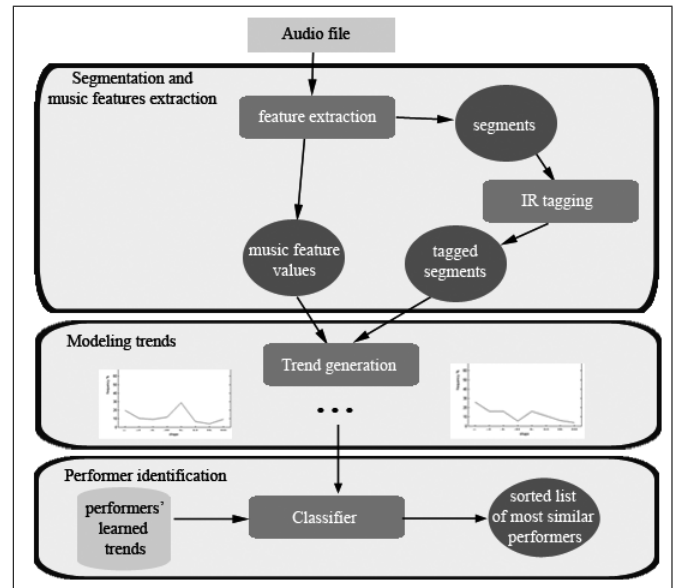 Audio file
Segmentation and
music features extraction
feature extraction
segments
IR tagging
music feature
values
tagged
segments
Modeling trends
Trend generation
...
Performer identification
performers'
learned
trends
Classifier
sorted list
of most similar
performers